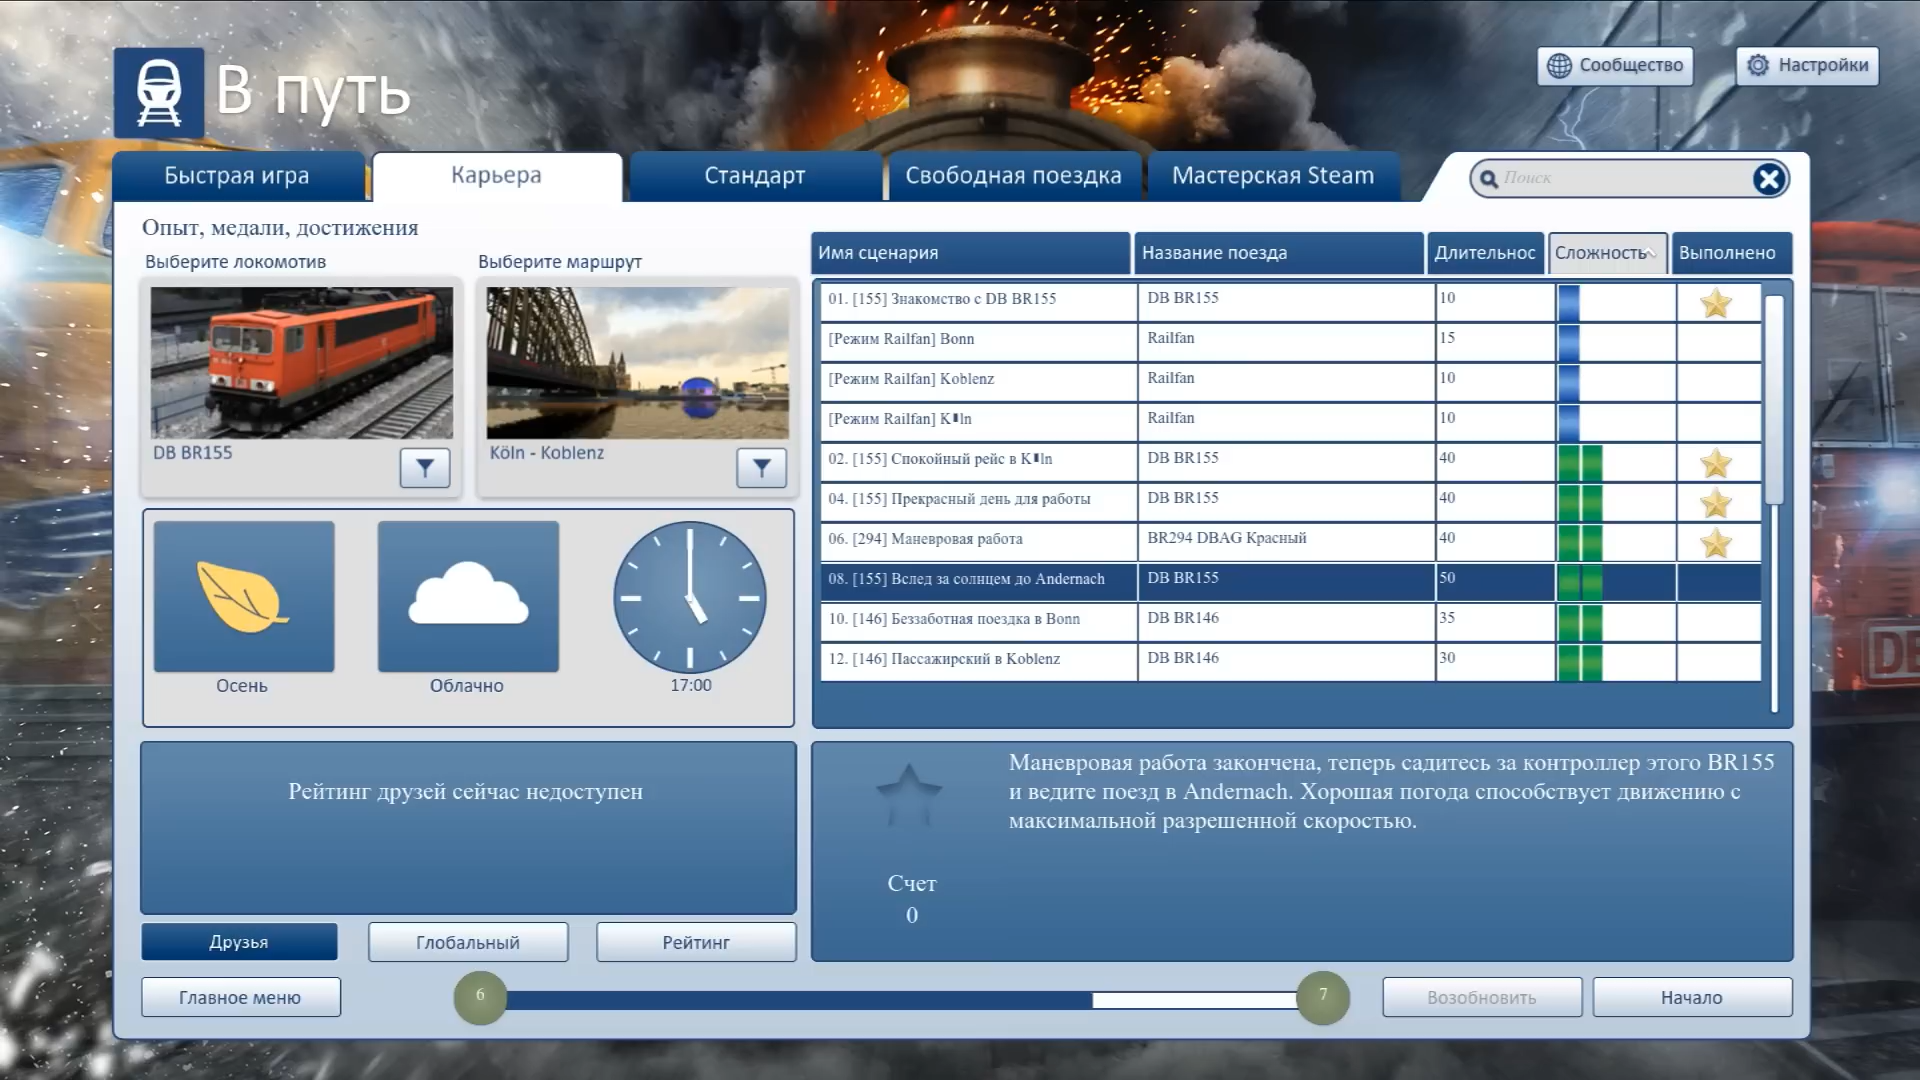 В путь
Сообщество
Настройки
Быстрая игра
Карьера
Стандарт
Свободная поездка
Мастерская Steam
Поиск
Опыт, медали, достижения
Выберите локомотив
Выберите маршрут
DB BR155
Köln - Koblenz
Осень
Облачно
17:00
Имя сценария Название поезда Длительнос Сложность Выполнено
01. [155] Знакомство с DB BR155 DB BR155 10
[Режим Railfan] Bonn Railfan 15
[Режим Railfan] Koblenz Railfan 10
[Режим Railfan] K▮ln Railfan 10
02. [155] Спокойный рейс в K▮ln DB BR155 40
04. [155] Прекрасный день для работы DB BR155 40
06. [294] Маневровая работа BR294 DBAG Красный 40
08. [155] Вслед за солнцем до Andernach DB BR155 50
10. [146] Беззаботная поездка в Bonn DB BR146 35
12. [146] Пассажирский в Koblenz DB BR146 30
Рейтинг друзей сейчас недоступен
Маневровая работа закончена, теперь садитесь за контроллер этого BR155
и ведите поезд в Andernach. Хорошая погода способствует движению с
максимальной разрешенной скоростью.
Счет
0
Друзья
Глобальный
Рейтинг
Главное меню
6
7
Возобновить
Начало